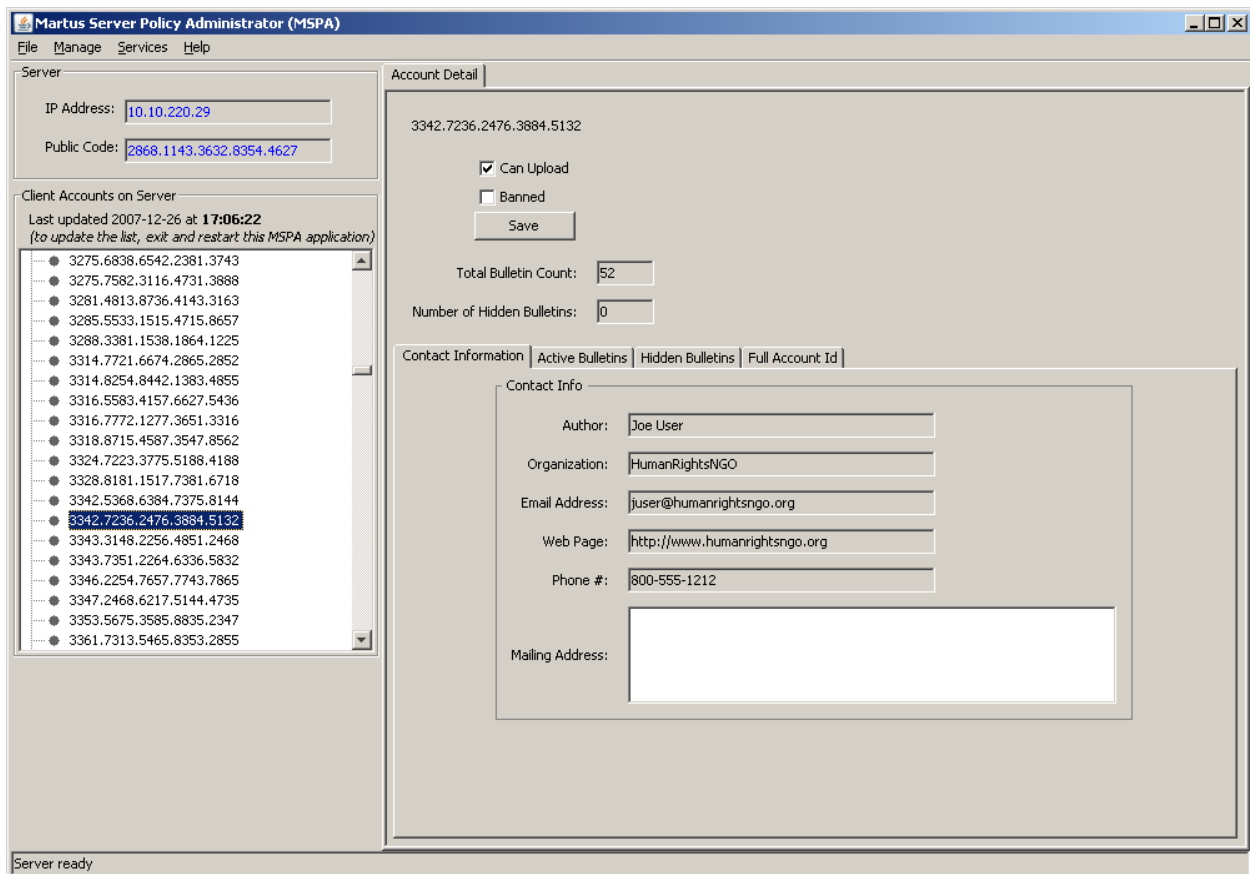 Martus Server Policy Administrator (MSPA)
File Manage Services Help
Server
IP Address: 10.10.220.29
Public Code: 2868.1143.3632.8354.4627
Client Accounts on Server
Last updated 2007-12-26 at 17:06:22
(to update the list, exit and restart this MSPA application)
3275.6838.6542.2381.3743
3275.7582.3116.4731.3888
3281.4813.8736.4143.3163
3285.5533.1515.4715.8657
3288.3381.1538.1864.1225
3314.7721.6674.2865.2852
3314.8254.8442.1383.4855
3316.5583.4157.6627.5436
3316.7772.1277.3651.3316
3318.8715.4587.3547.8562
3324.7223.3775.5188.4188
3328.8181.1517.7381.6718
3342.5368.6384.7375.8144
3342.7236.2476.3884.5132
3343.3148.2256.4851.2468
3343.7351.2264.6336.5832
3346.2254.7657.7743.7865
3347.2468.6217.5144.4735
3353.5675.3585.8835.2347
3361.7313.5465.8353.2855
Account Detail
3342.7236.2476.3884.5132
Can Upload
Banned
Save
Total Bulletin Count: 52
Number of Hidden Bulletins: 0
Contact Information Active Bulletins Hidden Bulletins Full Account Id
Contact Info
Author: Joe User
Organization: HumanRightsNGO
Email Address: juser@humanrightsngo.org
Web Page: http://www.humanrightsngo.org
Phone #: 800-555-1212
Mailing Address:
Server ready